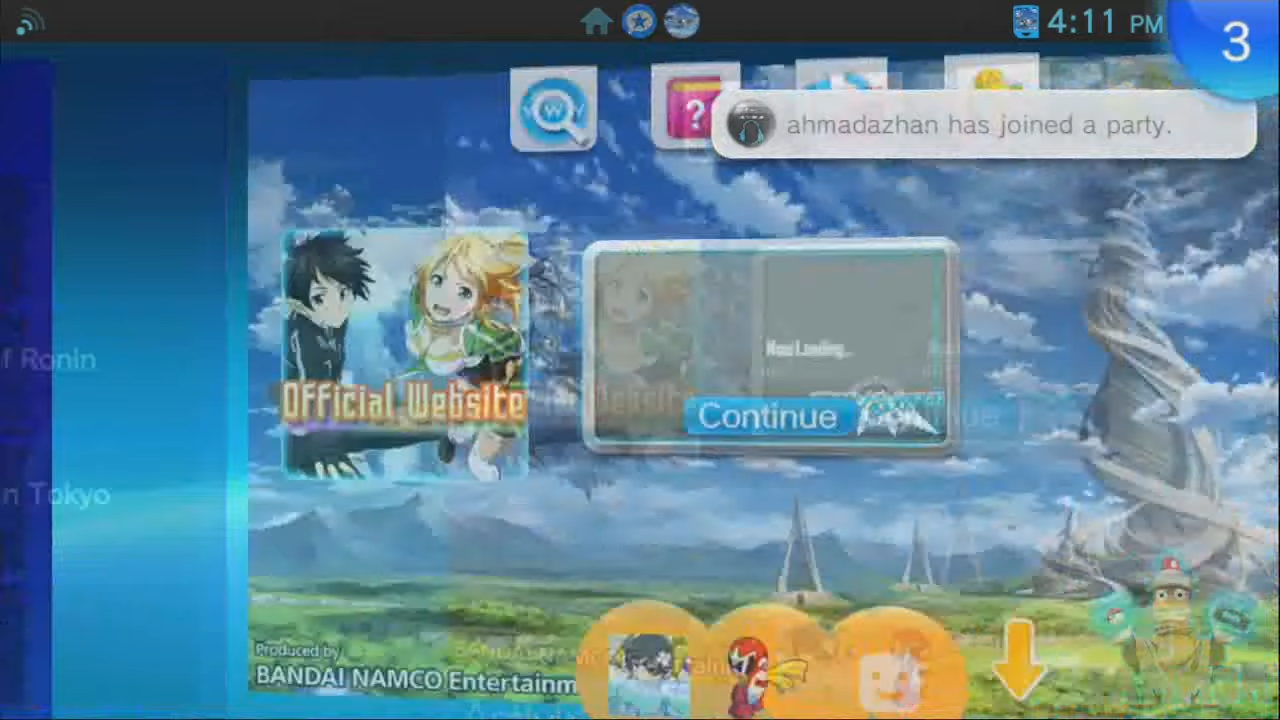 4:11 PM
3
?
ahmadazhan has joined a party.
f Ronin
Now Loading...
Official Website
Continue
n Tokyo
Produced by
BANDAI NAMCO Entertainm